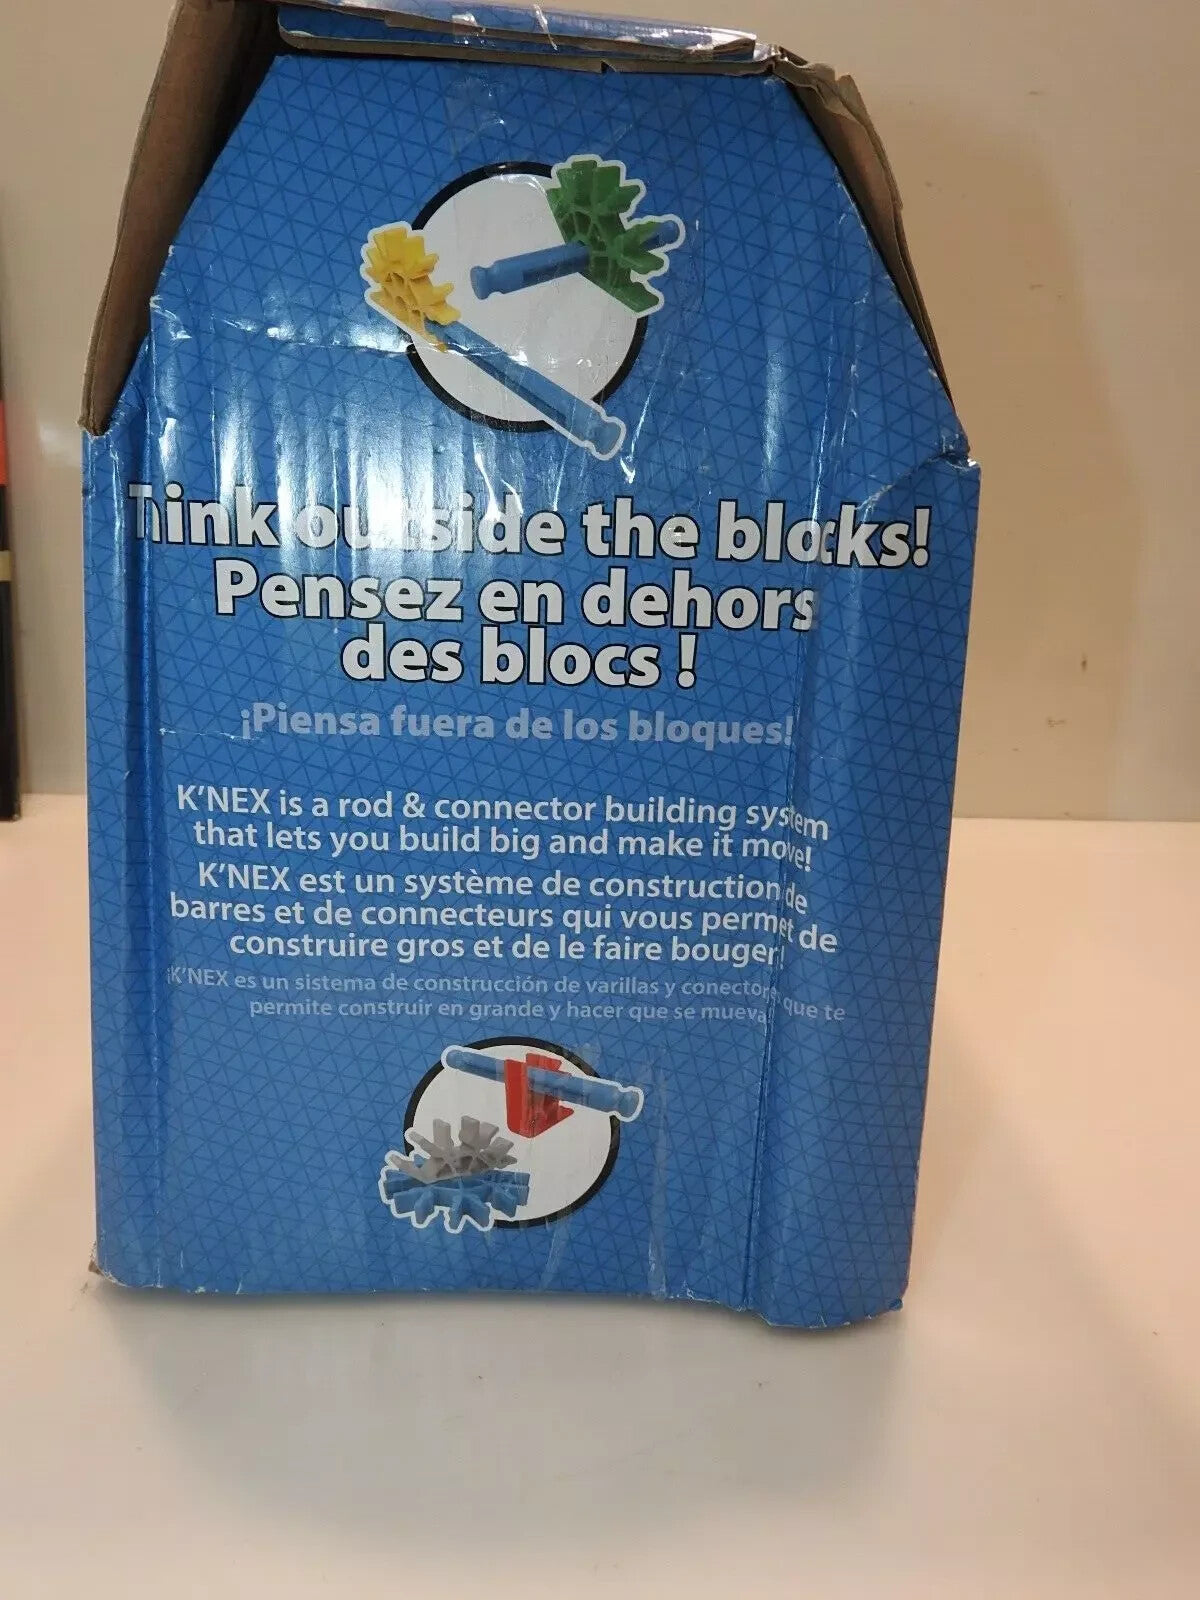 Think outside the blocks!
Pensez en dehors
des blocs !
¡Piensa fuera de los bloques!
K'NEX is a rod & connector building system
that lets you build big and make it move!
K'NEX est un système de construction de
barres et de connecteurs qui vous permet de
construire gros et de le faire bouger!
¡K'NEX es un sistema de construcción de varillas y conectores que te
permite construir en grande y hacer que se mueva!